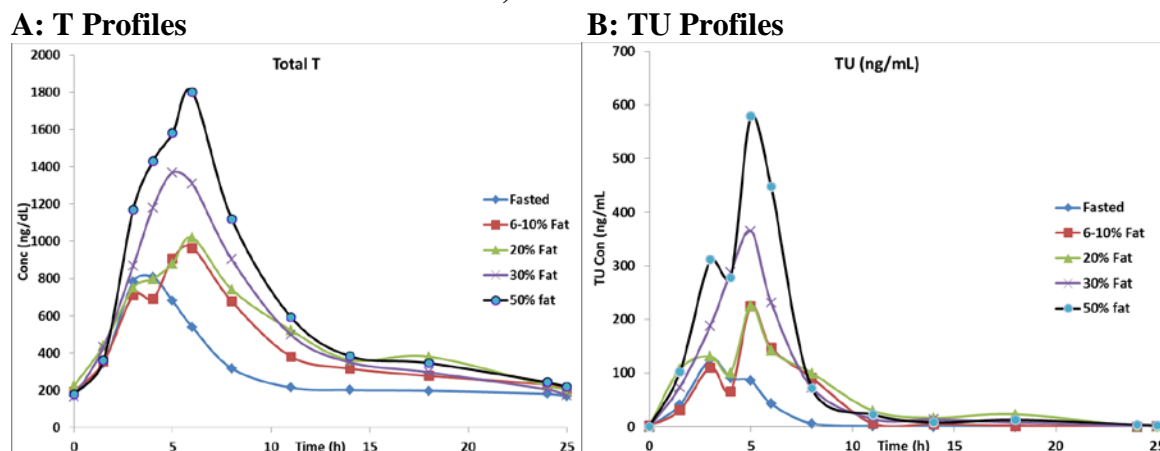 A: T Profiles
B: TU Profiles
Total T
2000
1800
1600
1400
1200
1000
800
600
400
200
0
Conc (ng/dL)
0
5
10
15
20
25
Time (h)
Fasted
6-10% Fat
20% Fat
30% Fat
50% fat
TU (ng/mL)
700
600
500
400
300
200
100
0
TU Con (ng/mL)
0
5
10
15
20
25
Time (h)
Fasted
6-10% Fat
20% Fat
30% Fat
50% fat